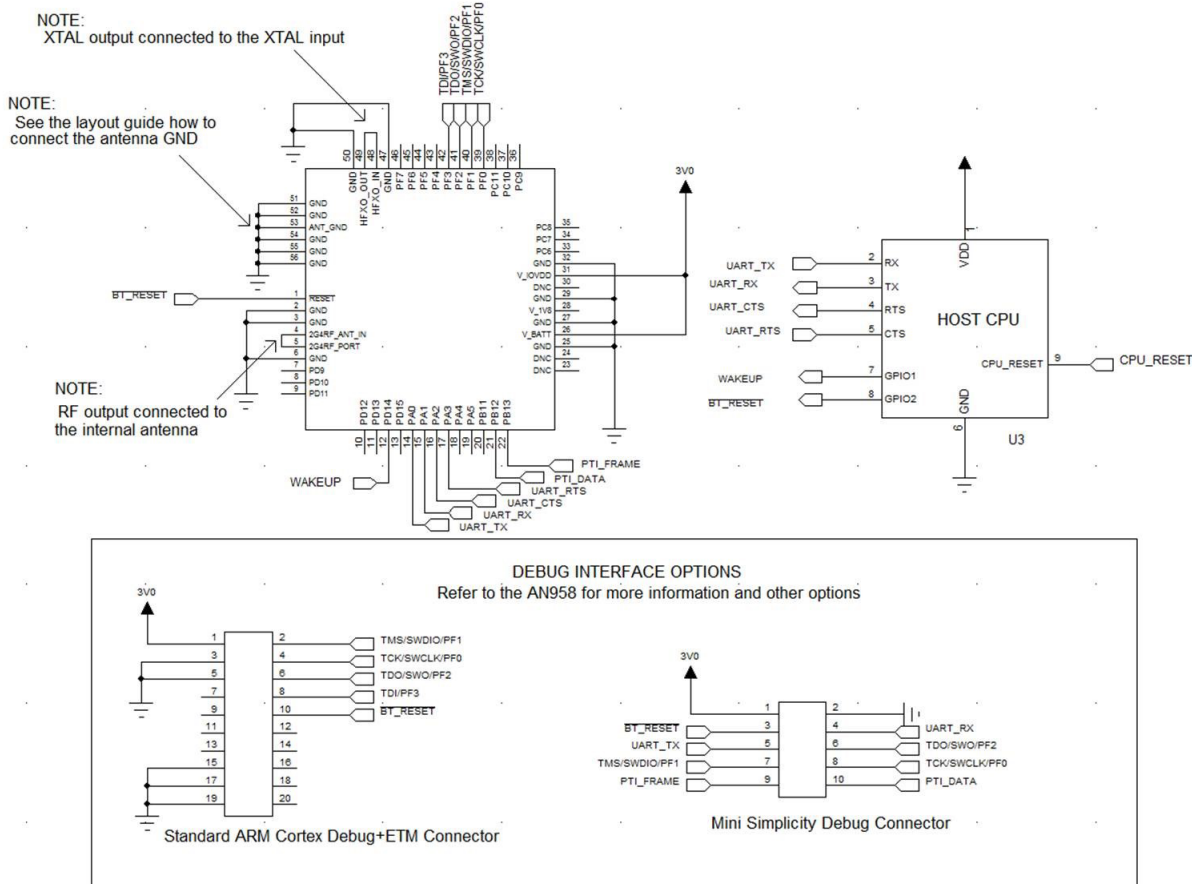 NOTE:
XTAL output connected to the XTAL input
NOTE:
See the layout guide how to
connect the antenna GND
TDI/PF3
TDO/SWO/PF2
TMS/SWDIO/PF1
TCK/SWCLK/PF0
50 49 48 47 46 45 44 43 42 41 40 39 38 37 36
GND HFXO_OUT HFXO_IN GND PF7 PF6 PF5 PF4 PF3 PF2 PF1 PF0 PC11 PC10 PC9
51 GND
52 GND
53 ANT_GND
54 GND
55 GND
56 GND
BT_RESET 1 RESET
2 GND
3 GND
4 2G4RF_ANT_IN
5 2G4RF_PORT
6 GND
7 PD9
8 PD10
9 PD11
NOTE:
RF output connected to
the internal antenna
3V0
PC8 35
PC7 34
PC6 33
GND 32
V_IOVDD 31
DNC 30
GND 29
V_1V8 28
GND 27
V_BATT 26
GND 25
DNC 24
DNC 23
PD12 PD13 PD14 PD15 PA0 PA1 PA2 PA3 PA4 PA5 PB11 PB12 PB13
10 11 12 13 14 15 16 17 18 19 20 21 22
WAKEUP
PTI_FRAME
PTI_DATA
UART_RTS
UART_CTS
UART_RX
UART_TX
1
VDD
UART_TX 2 RX
UART_RX 3 TX
UART_CTS 4 RTS
UART_RTS 5 CTS
HOST CPU
CPU_RESET 9 CPU_RESET
WAKEUP 7 GPIO1
BT_RESET 8 GPIO2
GND
6
U3
DEBUG INTERFACE OPTIONS
Refer to the AN958 for more information and other options
3V0
1 2 TMS/SWDIO/PF1
3 4 TCK/SWCLK/PF0
5 6 TDO/SWO/PF2
7 8 TDI/PF3
9 10 BT_RESET
11 12
13 14
15 16
17 18
19 20
Standard ARM Cortex Debug+ETM Connector
3V0
1 2
BT_RESET 3 4 UART_RX
UART_TX 5 6 TDO/SWO/PF2
TMS/SWDIO/PF1 7 8 TCK/SWCLK/PF0
PTI_FRAME 9 10 PTI_DATA
Mini Simplicity Debug Connector